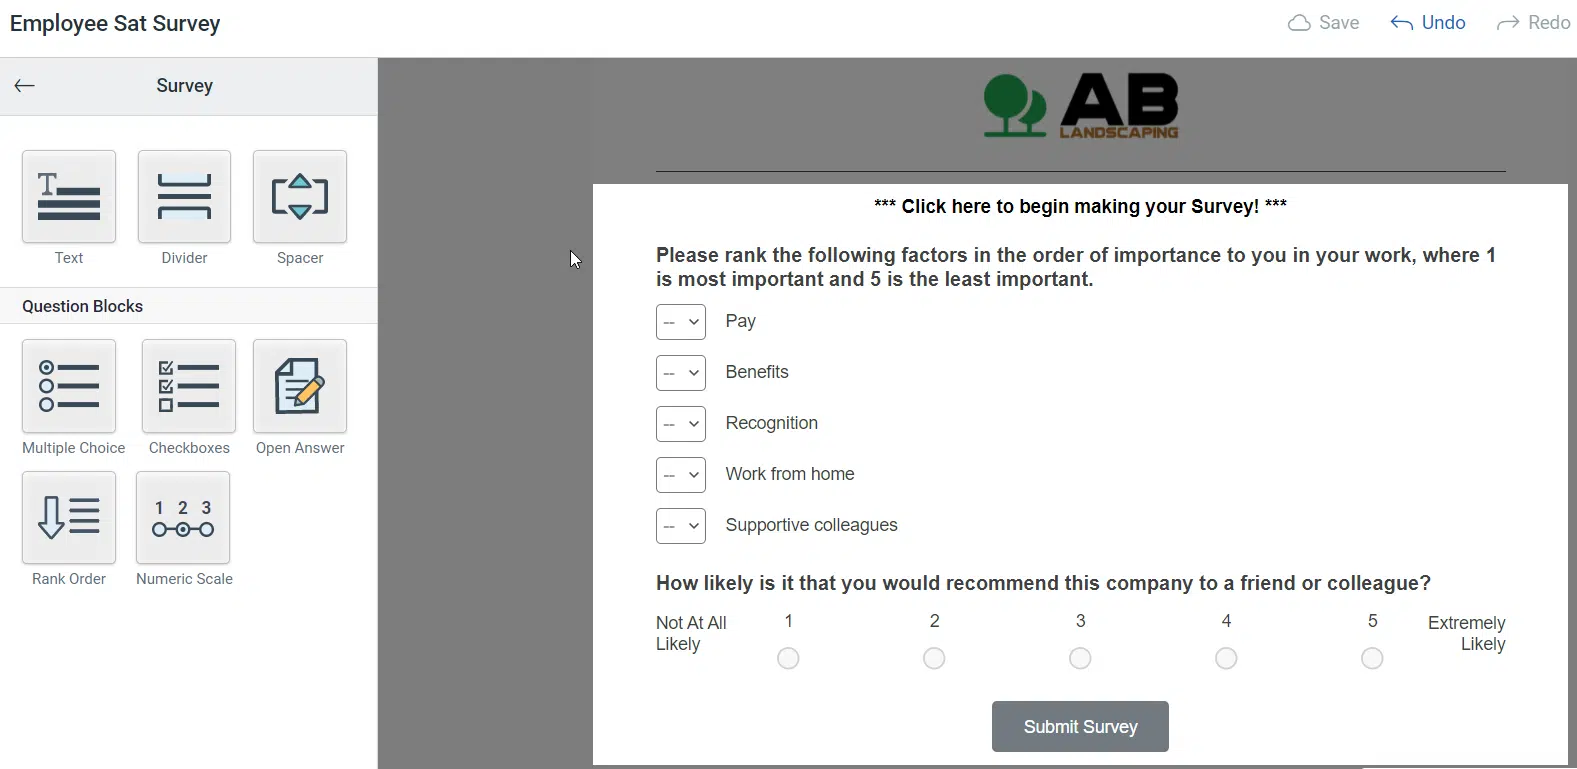 Employee Sat Survey
Save Undo Redo
Survey
T
Text Divider Spacer
Question Blocks
Multiple Choice Checkboxes Open Answer
1 2 3
Rank Order Numeric Scale
AB
LANDSCAPING
*** Click here to begin making your Survey! ***
Please rank the following factors in the order of importance to you in your work, where 1
is most important and 5 is the least important.
-- Pay
-- Benefits
-- Recognition
-- Work from home
-- Supportive colleagues
How likely is it that you would recommend this company to a friend or colleague?
Not At All 1 2 3 4 5 Extremely
Likely Likely
Submit Survey